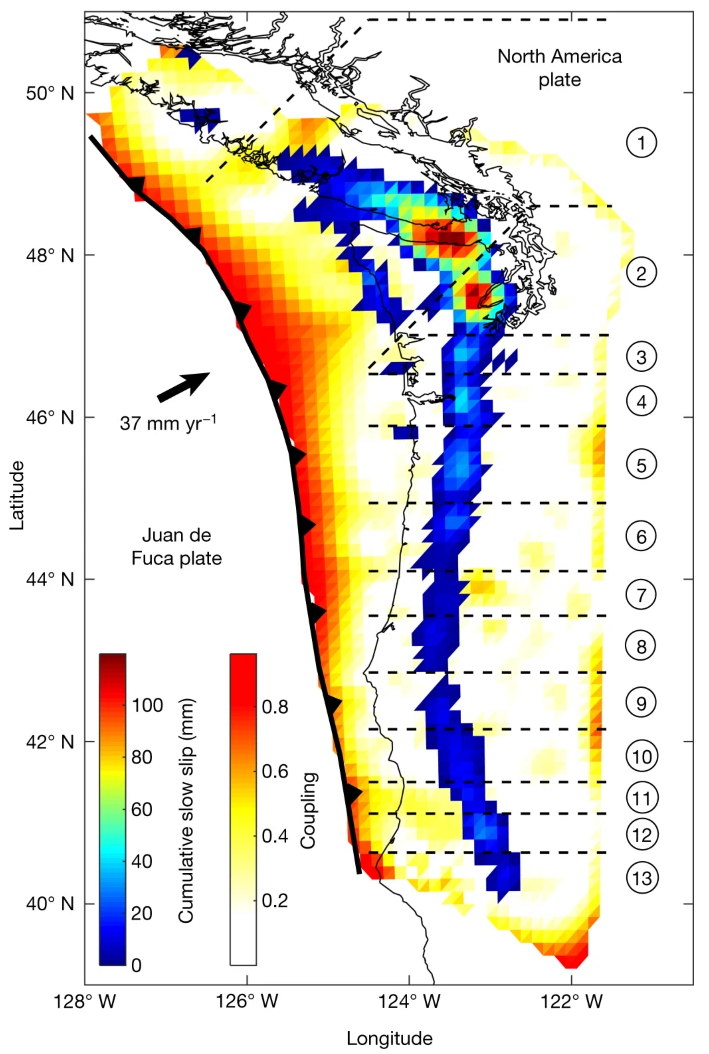 North America
plate
50° N
①
48° N
②
③
37 mm yr⁻¹
46° N
④
⑤
Latitude
Juan de
Fuca plate
⑥
44° N
⑦
⑧
100
80
60
40
20
0
Cumulative slow slip (mm)
0.8
0.6
0.4
0.2
Coupling
⑨
42° N
⑩
⑪
⑫
⑬
40° N
128° W
126° W
124° W
122° W
Longitude